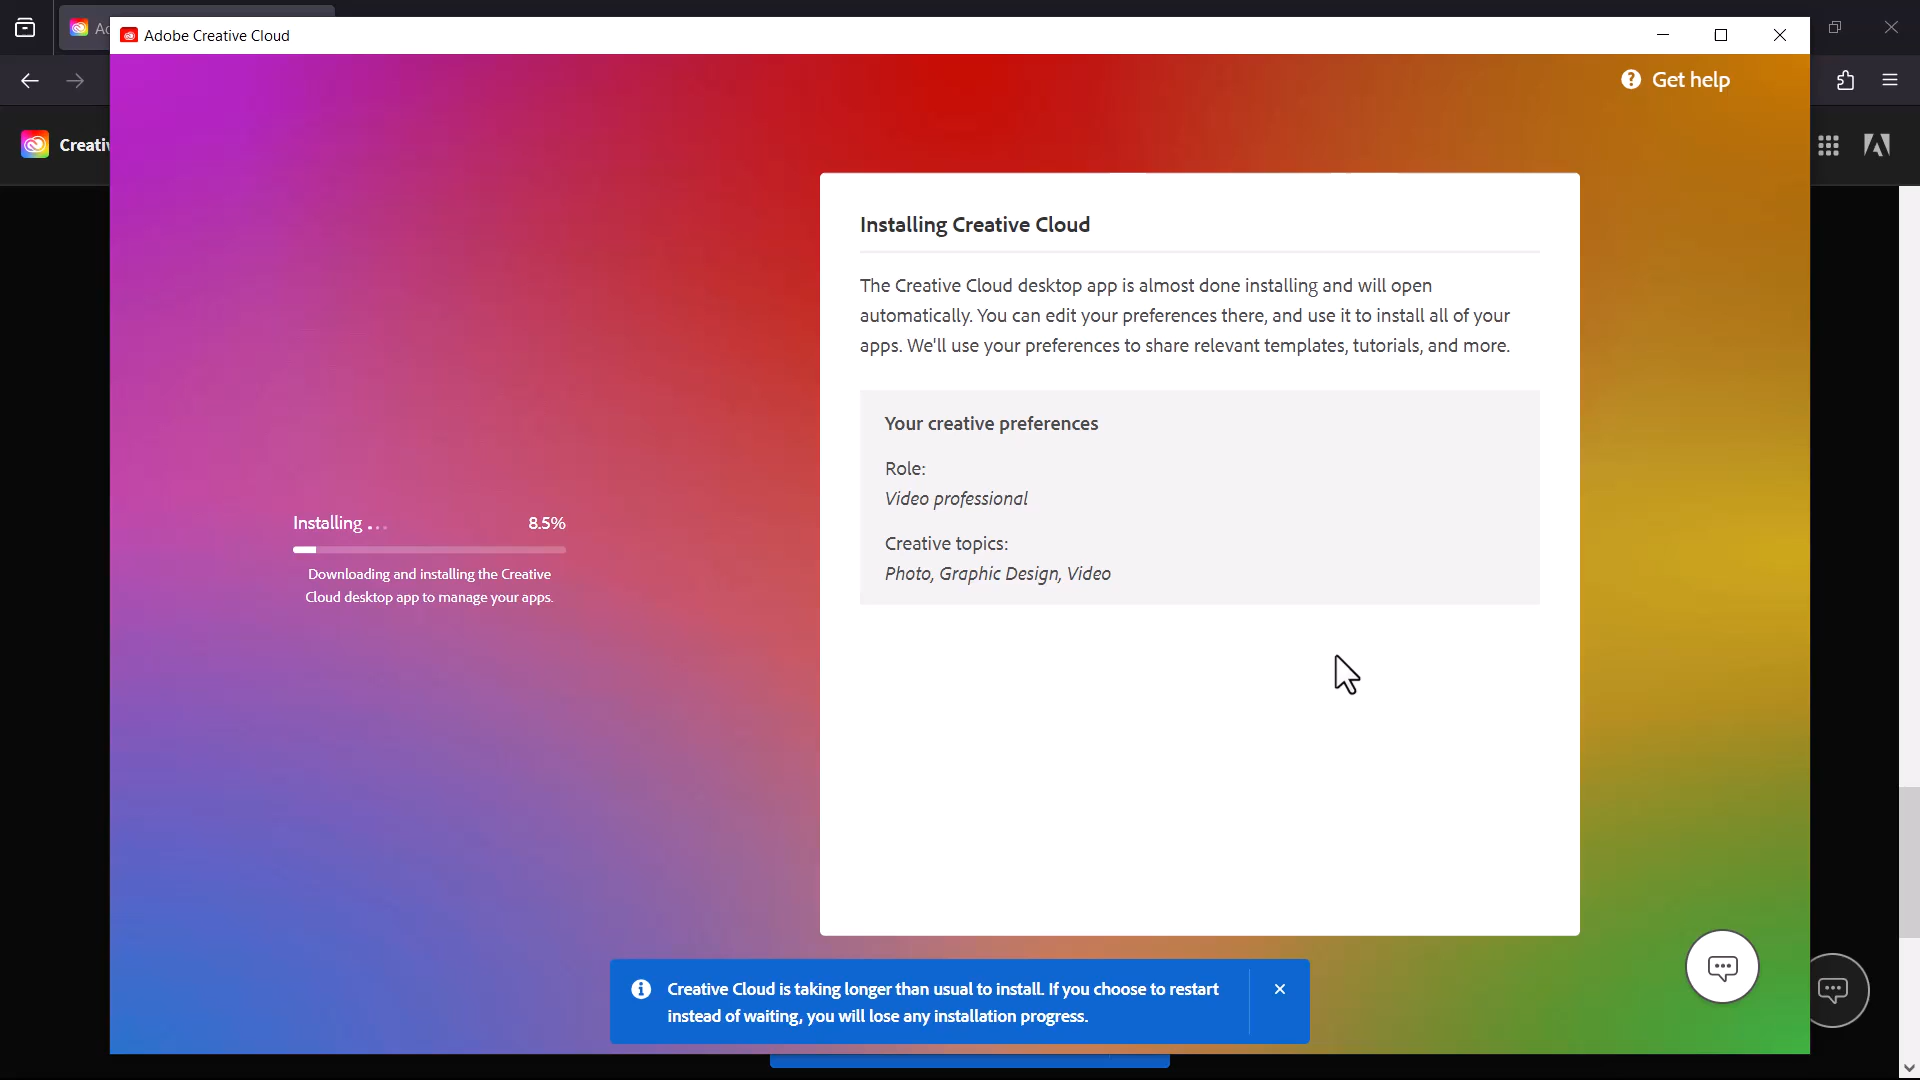 Adobe Creative Cloud
Get help
Creativ
Installing Creative Cloud
The Creative Cloud desktop app is almost done installing and will open
automatically. You can edit your preferences there, and use it to install all of your
apps. We'll use your preferences to share relevant templates, tutorials, and more.
Your creative preferences
Role:
Video professional
Creative topics:
Photo, Graphic Design, Video
Installing ...
8.5%
Downloading and installing the Creative
Cloud desktop app to manage your apps.
Creative Cloud is taking longer than usual to install. If you choose to restart
instead of waiting, you will lose any installation progress.